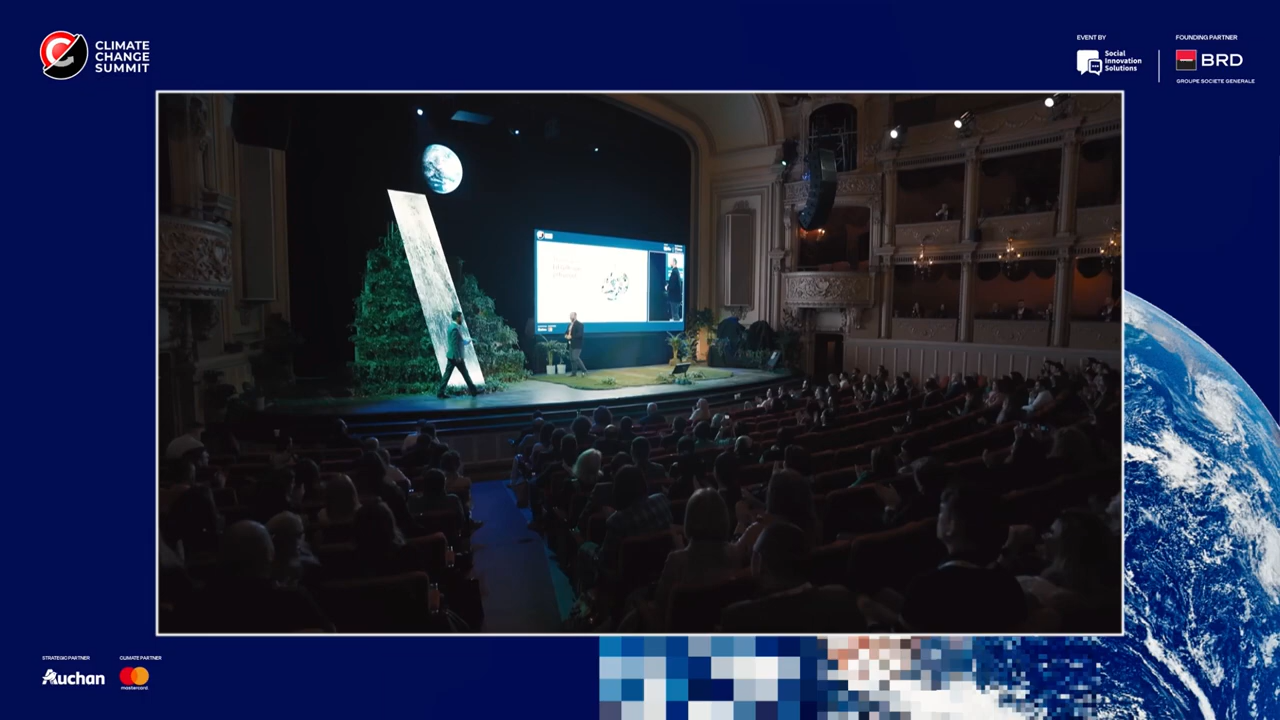 CLIMATE
CHANGE
SUMMIT
EVENT BY
Social
Innovation
Solutions
FOUNDING PARTNER
BRD
GROUPE SOCIETE GENERALE
STRATEGIC PARTNER
Auchan
CLIMATE PARTNER
mastercard